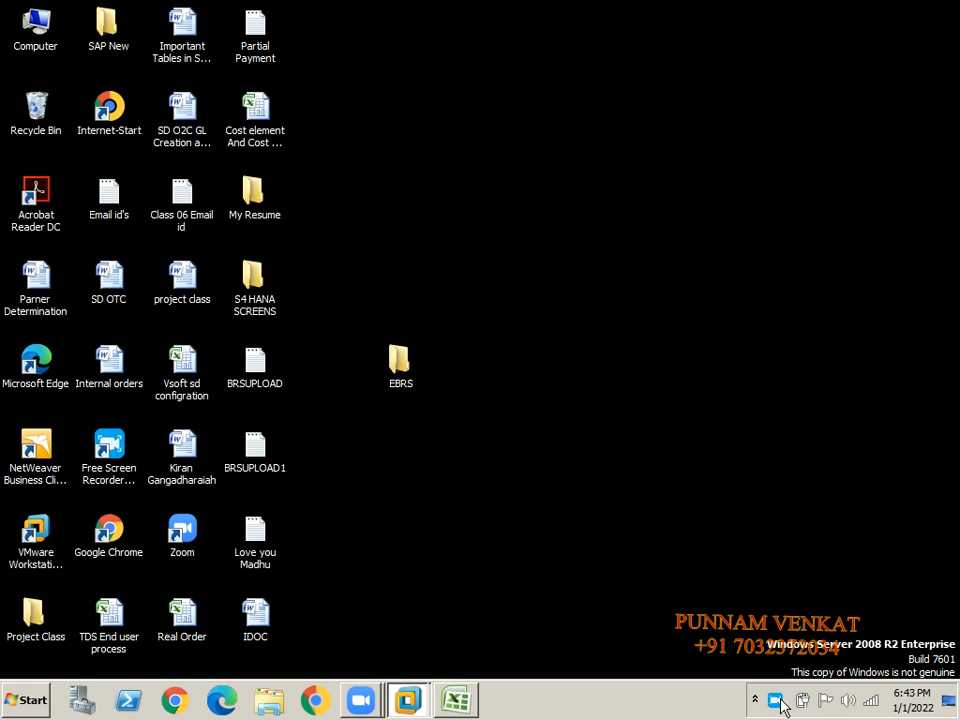 Computer
SAP New
Important
Tables in S...
Partial
Payment
Recycle Bin
Internet-Start
SD O2C GL
Creation a...
Cost element
And Cost ...
Acrobat
Reader DC
Email id's
Class 06 Email
id
My Resume
Parner
Determination
SD OTC
project class
S4 HANA
SCREENS
Microsoft Edge
Internal orders
Vsoft sd
configration
BRSUPLOAD
EBRS
NetWeaver
Business Cli...
Free Screen
Recorder...
Kiran
Gangadharaiah
BRSUPLOAD1
VMware
Workstati...
Google Chrome
Zoom
Love you
Madhu
Project Class
TDS End user
process
Real Order
IDOC
PUNNAM VENKAT
+91 7032372034
Windows Server 2008 R2 Enterprise
Build 7601
This copy of Windows is not genuine
Start
6:43 PM
1/1/2022